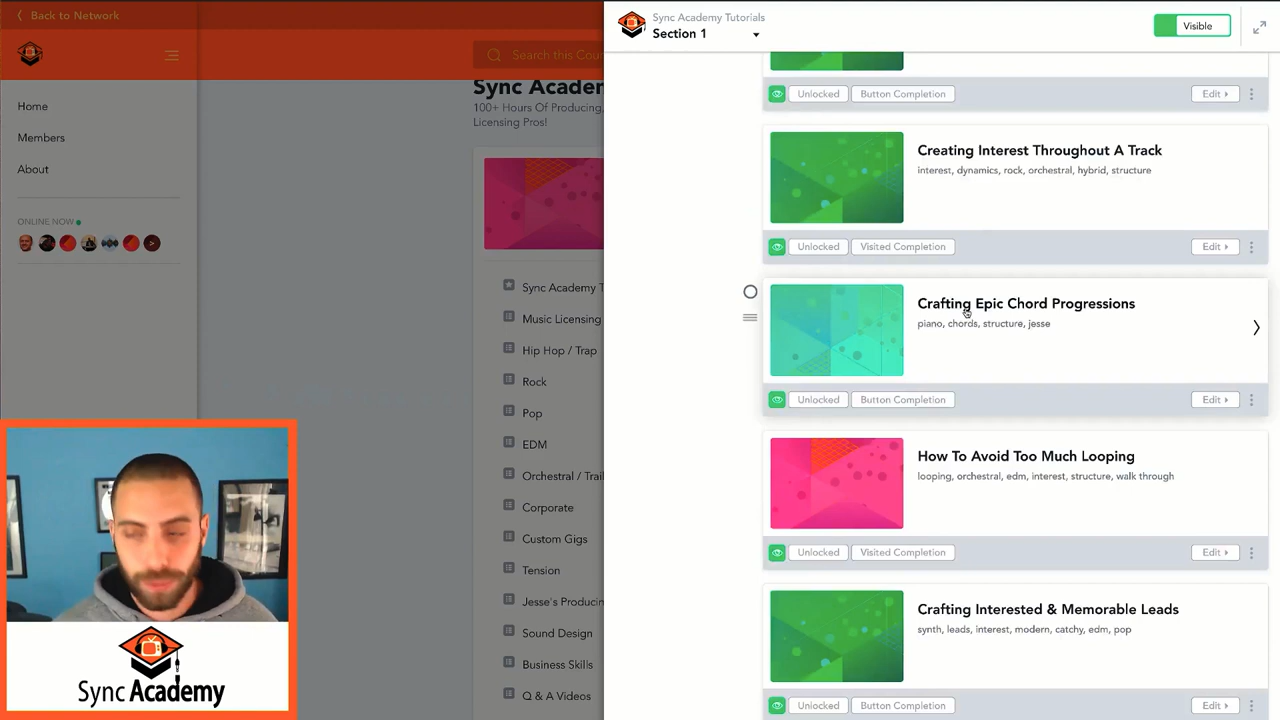 Back to Network
Home
Members
About
ONLINE NOW
Search this Cou
Sync Acader
100+ Hours Of Producing,
Licensing Pros!
Sync Academy T
Music Licensing
Hip Hop / Trap
Rock
Pop
EDM
Orchestral / Trail
Corporate
Custom Gigs
Tension
Jesse's Producin
Sound Design
Business Skills
Q & A Videos
Sync Academy Tutorials
Section 1
Visible
Unlocked
Button Completion
Edit
Creating Interest Throughout A Track
interest, dynamics, rock, orchestral, hybrid, structure
Unlocked
Visited Completion
Edit
Crafting Epic Chord Progressions
piano, chords, structure, jesse
Unlocked
Button Completion
Edit
How To Avoid Too Much Looping
looping, orchestral, edm, interest, structure, walk through
Unlocked
Visited Completion
Edit
Crafting Interested & Memorable Leads
synth, leads, interest, modern, catchy, edm, pop
Unlocked
Button Completion
Edit
Sync Academy